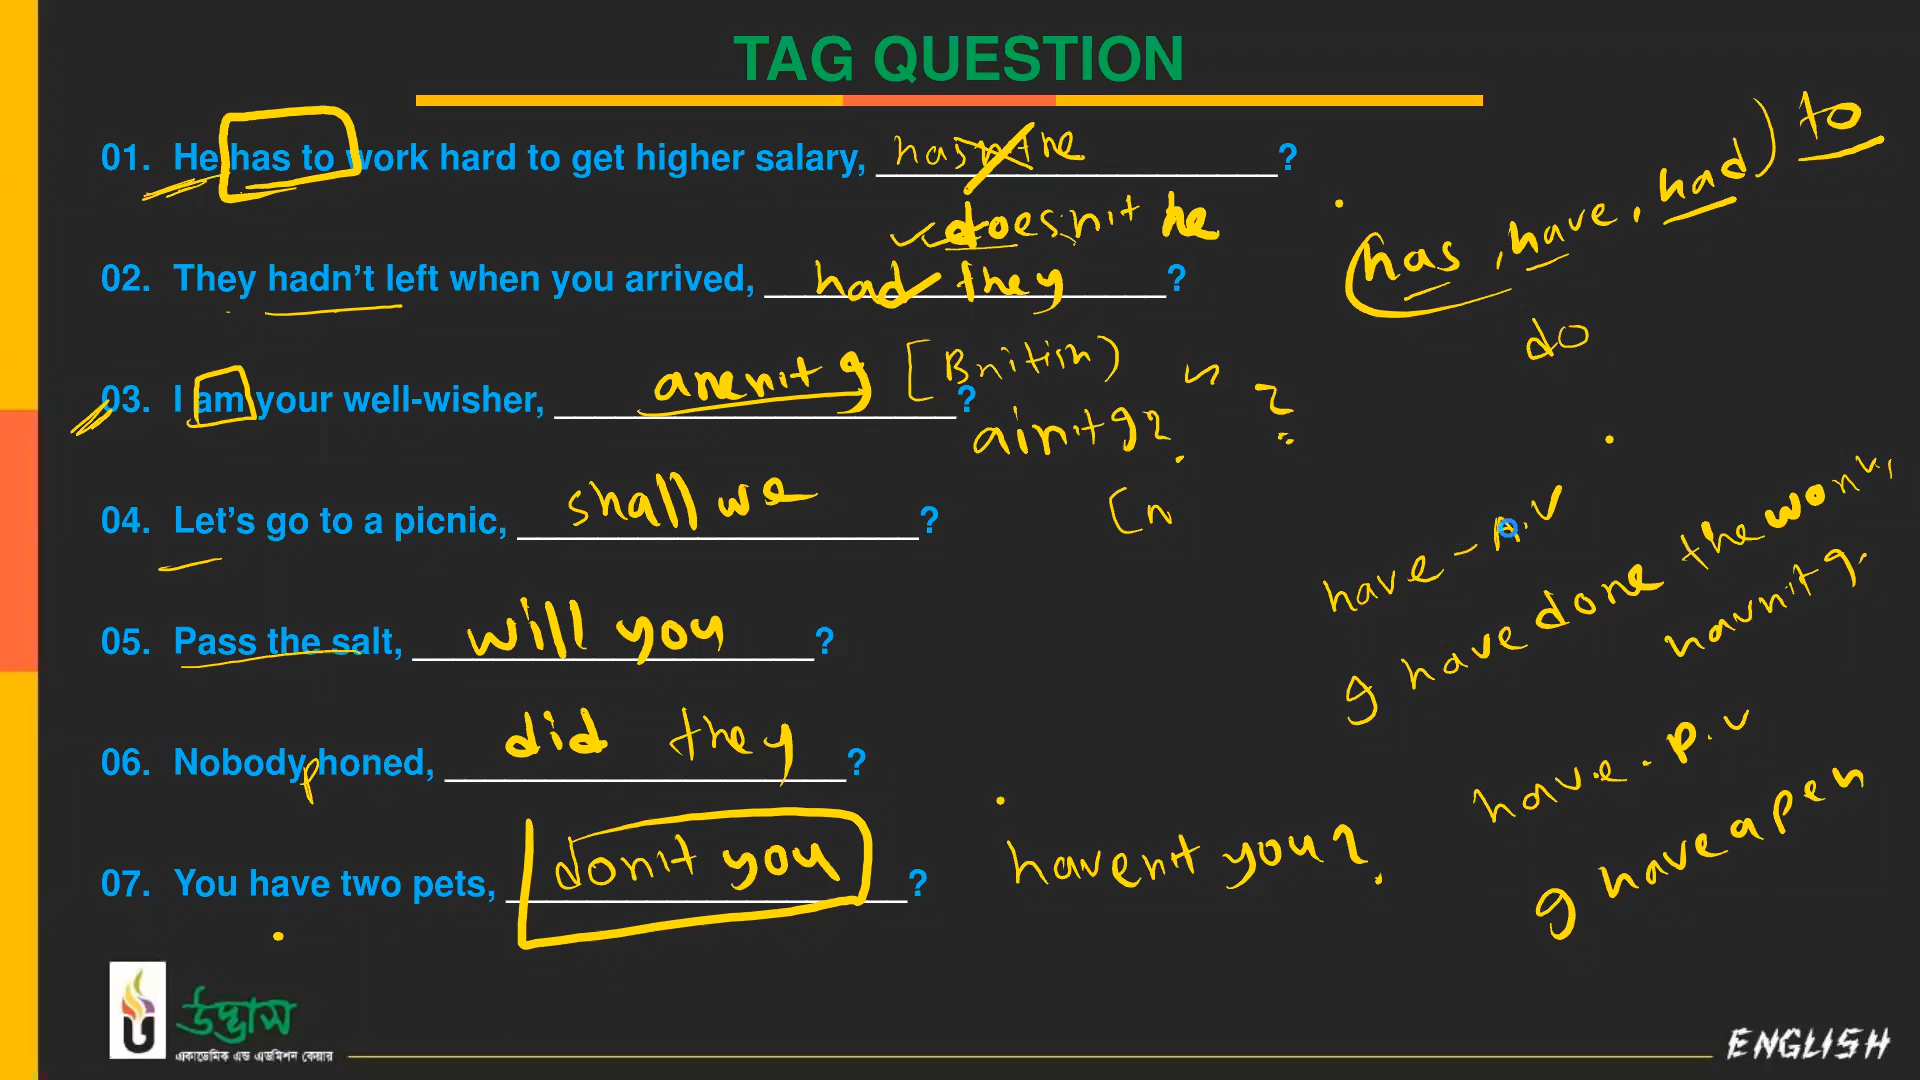 TAG QUESTION
01. He has to work hard to get higher salary, hasn't he ?
doesn't he
(has, have, had) to
do
02. They hadn't left when you arrived, had they ?
03. I am your well-wisher, aren't I ? [British)
ain't I?
?
[n
04. Let's go to a picnic, shall we ?
have - A.V
I have done the work,
havn't I.
05. Pass the salt, will you ?
06. Nobody phoned, did they ?
have - P.V
I have a pen
07. You have two pets, don't you ? havent you?
উদ্ভাস
একাডেমিক এন্ড এডমিশন কেয়ার
ENGLISH